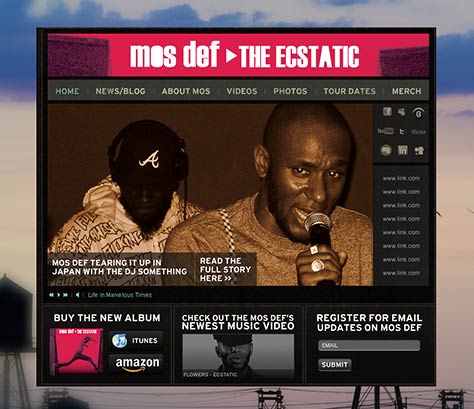 mos def ▶ THE ECSTATIC
HOME | NEWS/BLOG | ABOUT MOS | VIDEOS | PHOTOS | TOUR DATES | MERCH
You Tube t flickr
in
A
www.link.com
www.link.com
www.link.com
www.link.com
www.link.com
www.link.com
www.link.com
www.link.com
MOS DEF TEARING IT UP IN
JAPAN WITH THE DJ SOMETHING
READ THE
FULL STORY
HERE >>
Life in Marvelous Times
BUY THE NEW ALBUM
mos def ▶ THE ECSTATIC
ITUNES
amazon
CHECK OUT THE MOS DEF'S
NEWEST MUSIC VIDEO
FLOWERS - ECSTATIC
REGISTER FOR EMAIL
UPDATES ON MOS DEF
EMAIL
SUBMIT